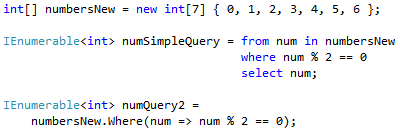 int[] numbersNew = new int[7] { 0, 1, 2, 3, 4, 5, 6 };
IEnumerable<int> numSimpleQuery = from num in numbersNew
where num % 2 == 0
select num;
IEnumerable<int> numQuery2 =
numbersNew.Where(num => num % 2 == 0);